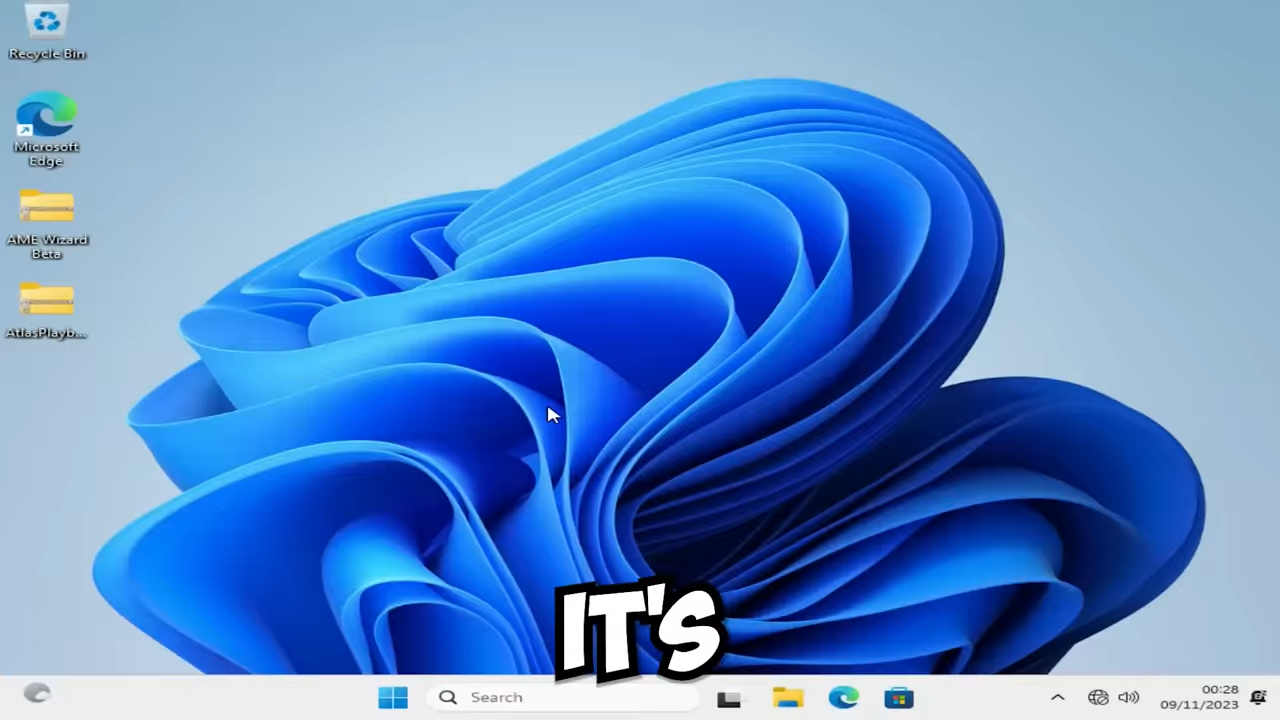 Recycle Bin
Microsoft
Edge
AME Wizard
Beta
AtlasPlayb...
IT'S
Search
00:28
09/11/2023